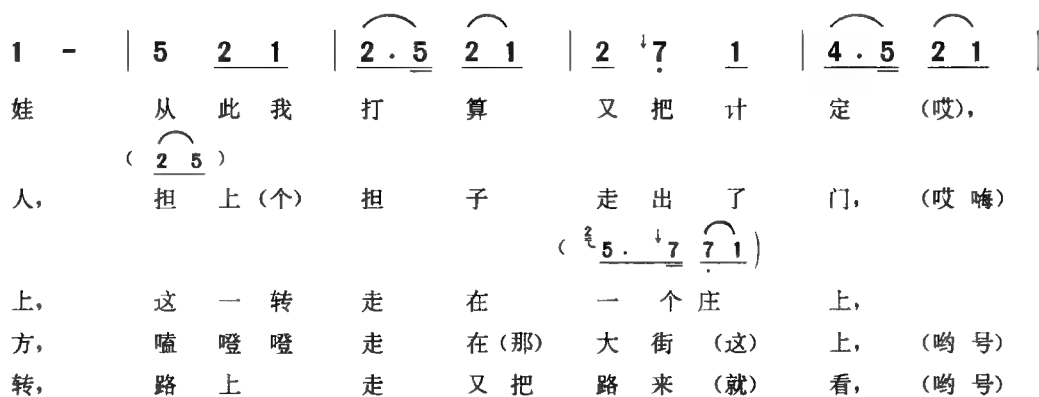 1 - | 5 2 1 | 2 . 5 2 1 | 2 ↓7 1 | 4 . 5 2 1 |
娃 从 此 我 打 算 又 把 计 定 （哎），
（ 2 5 ）
人， 担 上（个） 担 子 走 出 了 门， （哎 嗨）
（ 2 5 . ↓7 7 1 ）
上， 这 一 转 走 在 一 个 庄 上，
方， 嗑 噔 噔 走 在（那） 大 街 （这） 上， （哟 号）
转， 路 上 走 又 把 路 来 （就） 看， （哟 号）